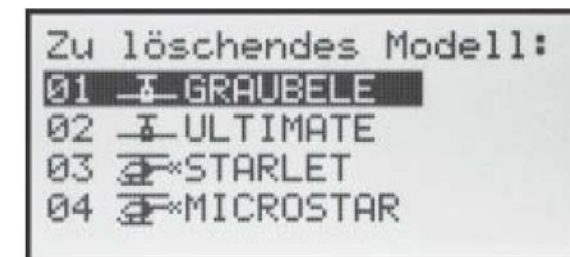 Zu löschendes Modell:
01 GRAUBELE
02 ULTIMATE
03 STARLET
04 MICROSTAR